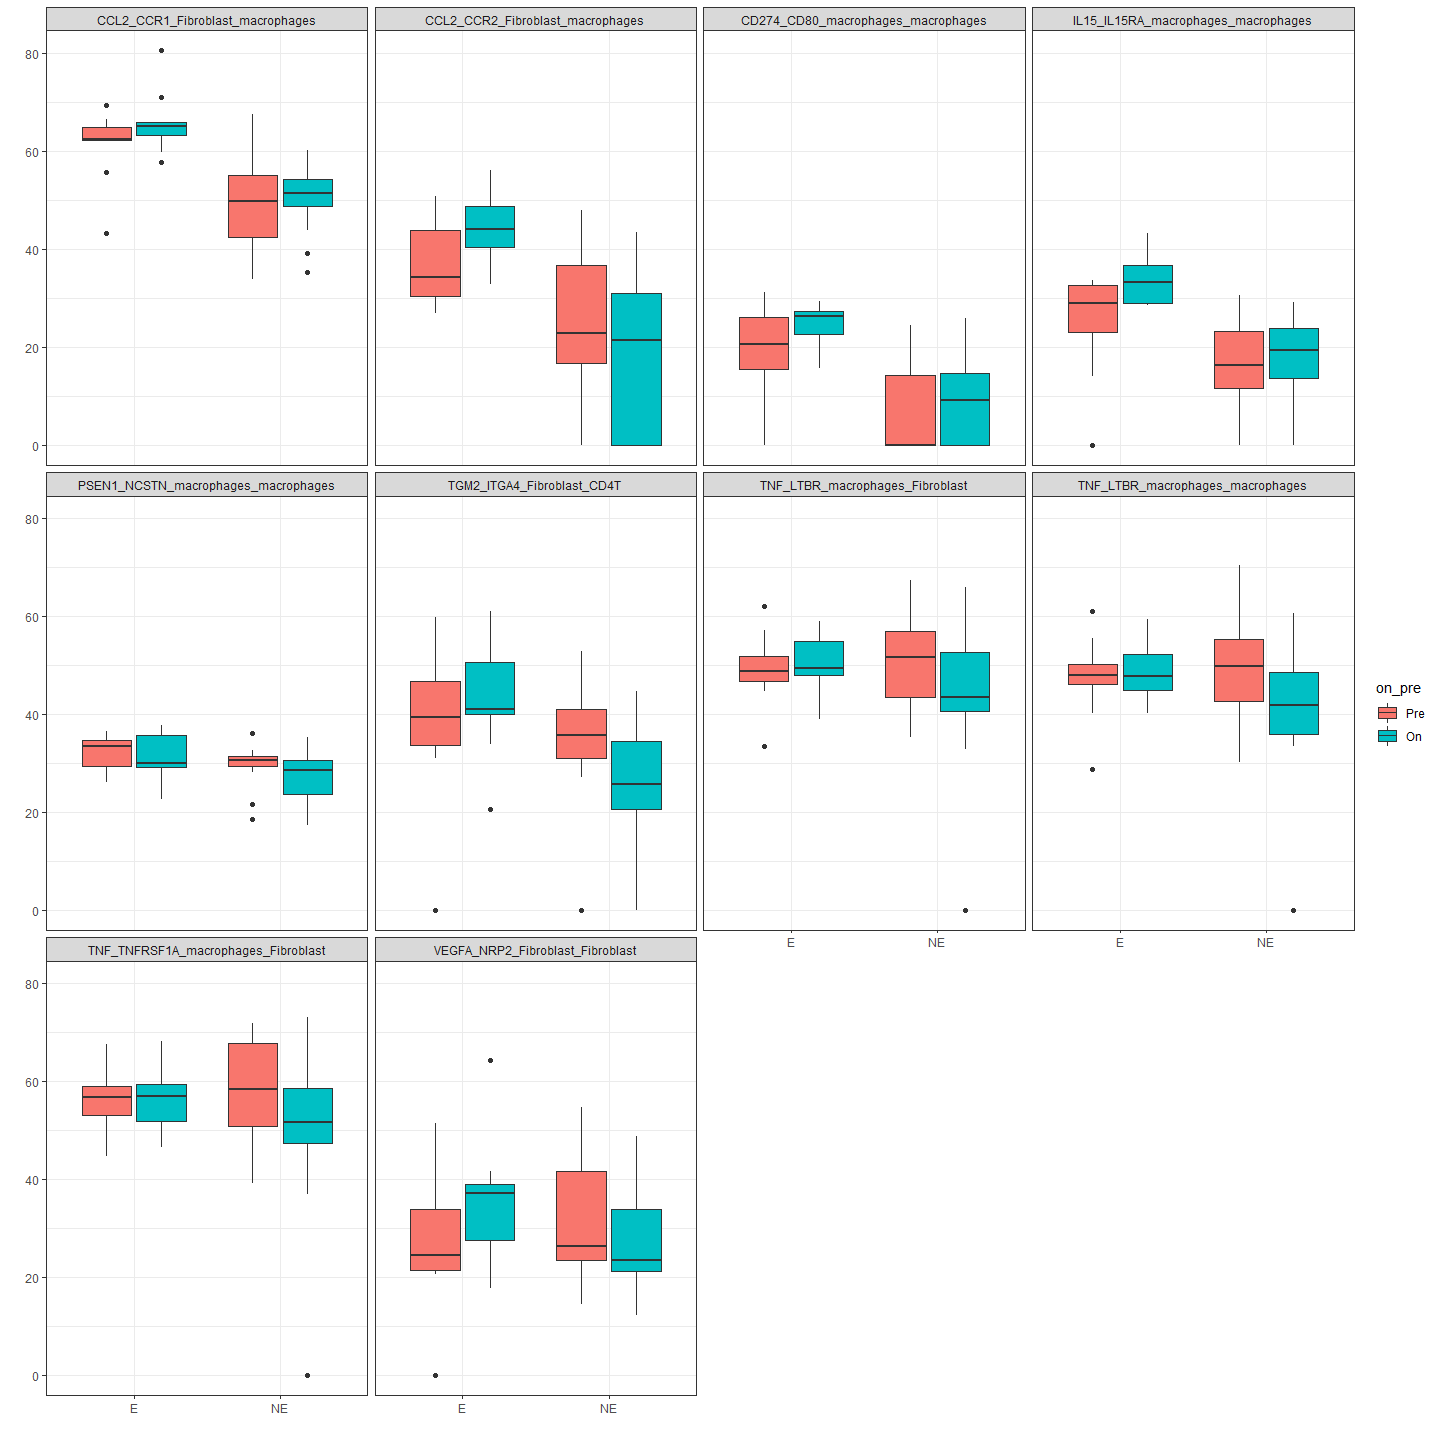 CCL2_CCR1_Fibroblast_macrophages
CCL2_CCR2_Fibroblast_macrophages
CD274_CD80_macrophages_macrophages
IL15_IL15RA_macrophages_macrophages
80
60
40
20
0
PSEN1_NCSTN_macrophages_macrophages
TGM2_ITGA4_Fibroblast_CD4T
TNF_LTBR_macrophages_Fibroblast
TNF_LTBR_macrophages_macrophages
80
60
40
20
0
E
NE
E
NE
TNF_TNFRSF1A_macrophages_Fibroblast
VEGFA_NRP2_Fibroblast_Fibroblast
80
60
40
20
0
E
NE
E
NE
on_pre
Pre
On